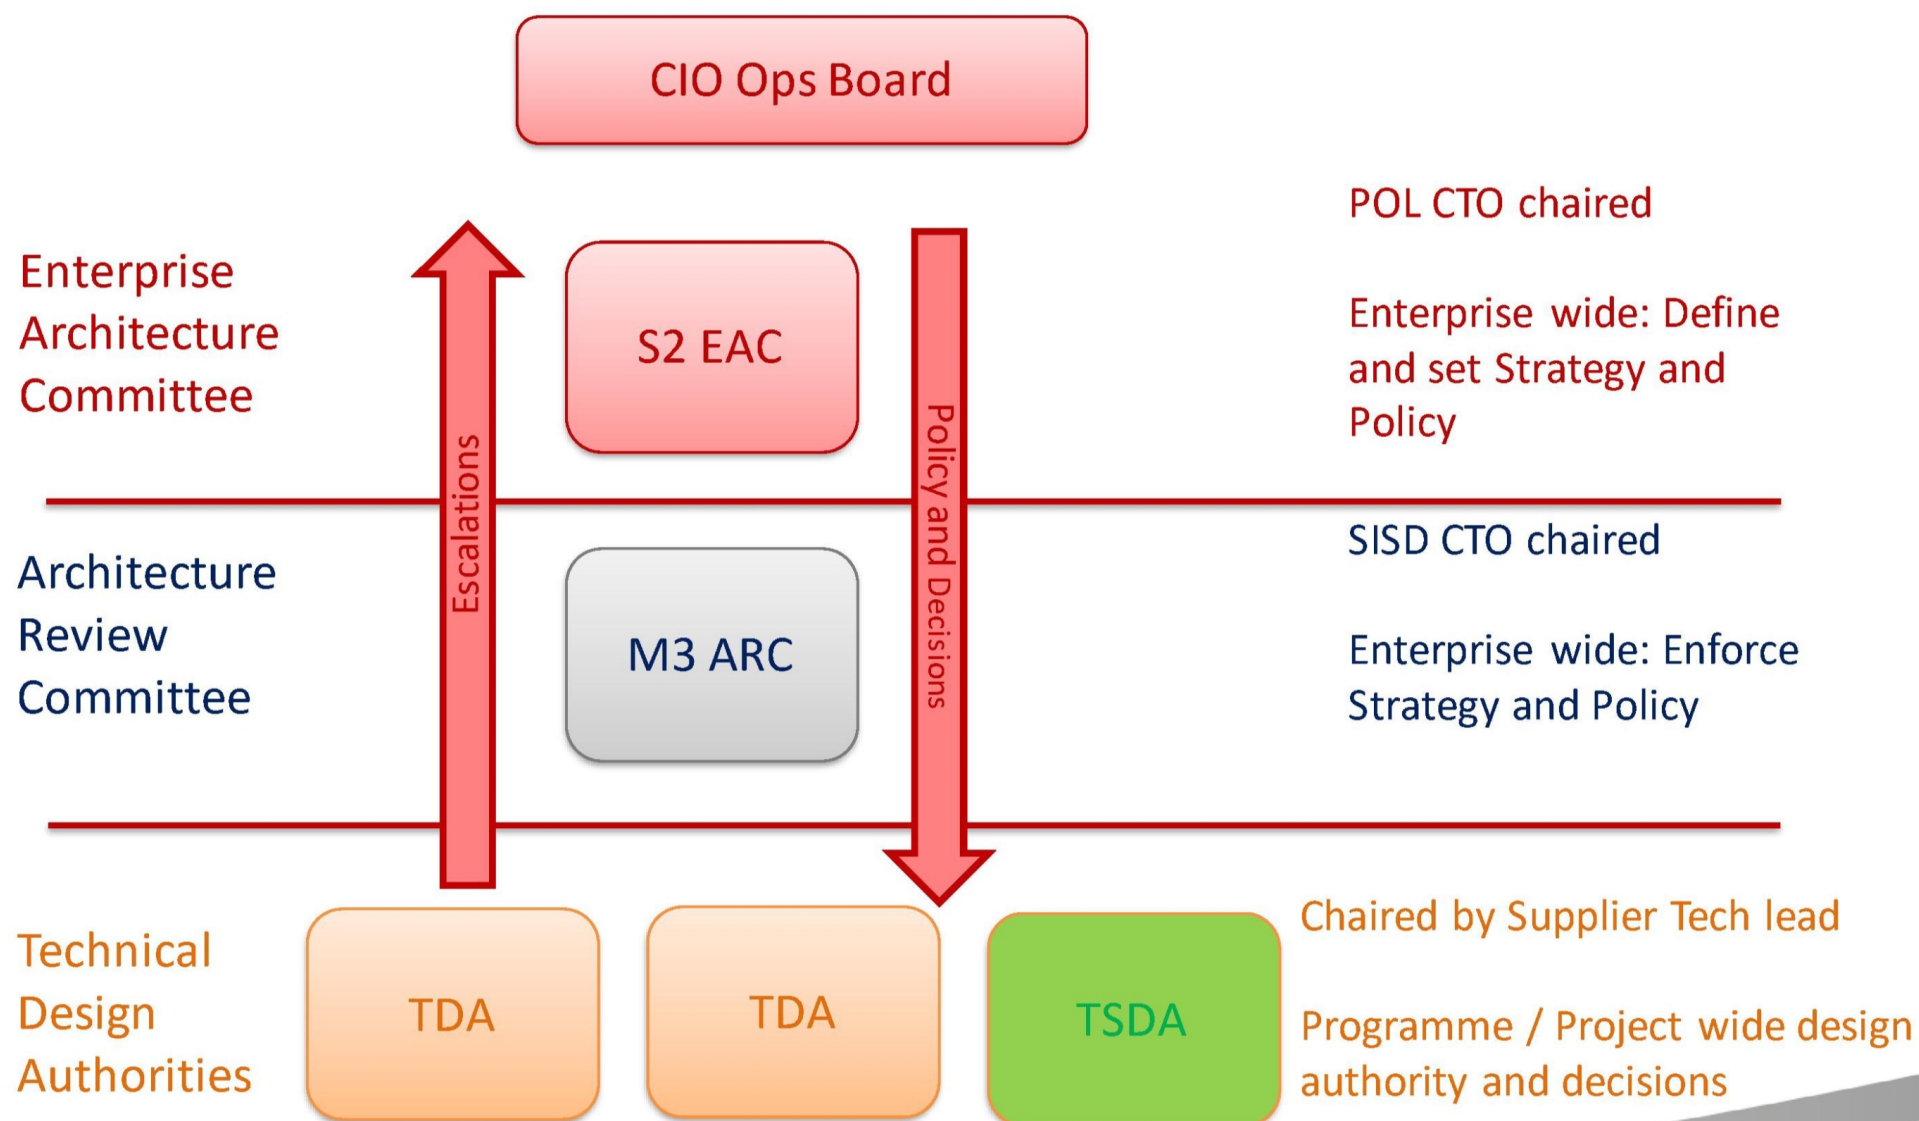 CIO Ops Board
POL CTO chaired
Enterprise
Architecture
Committee
S2 EAC
Enterprise wide: Define
and set Strategy and
Policy
Escalations
Policy and Decisions
SISD CTO chaired
Architecture
Review
Committee
M3 ARC
Enterprise wide: Enforce
Strategy and Policy
Technical
Design
Authorities
TDA
TDA
TSDA
Chaired by Supplier Tech lead
Programme / Project wide design
authority and decisions